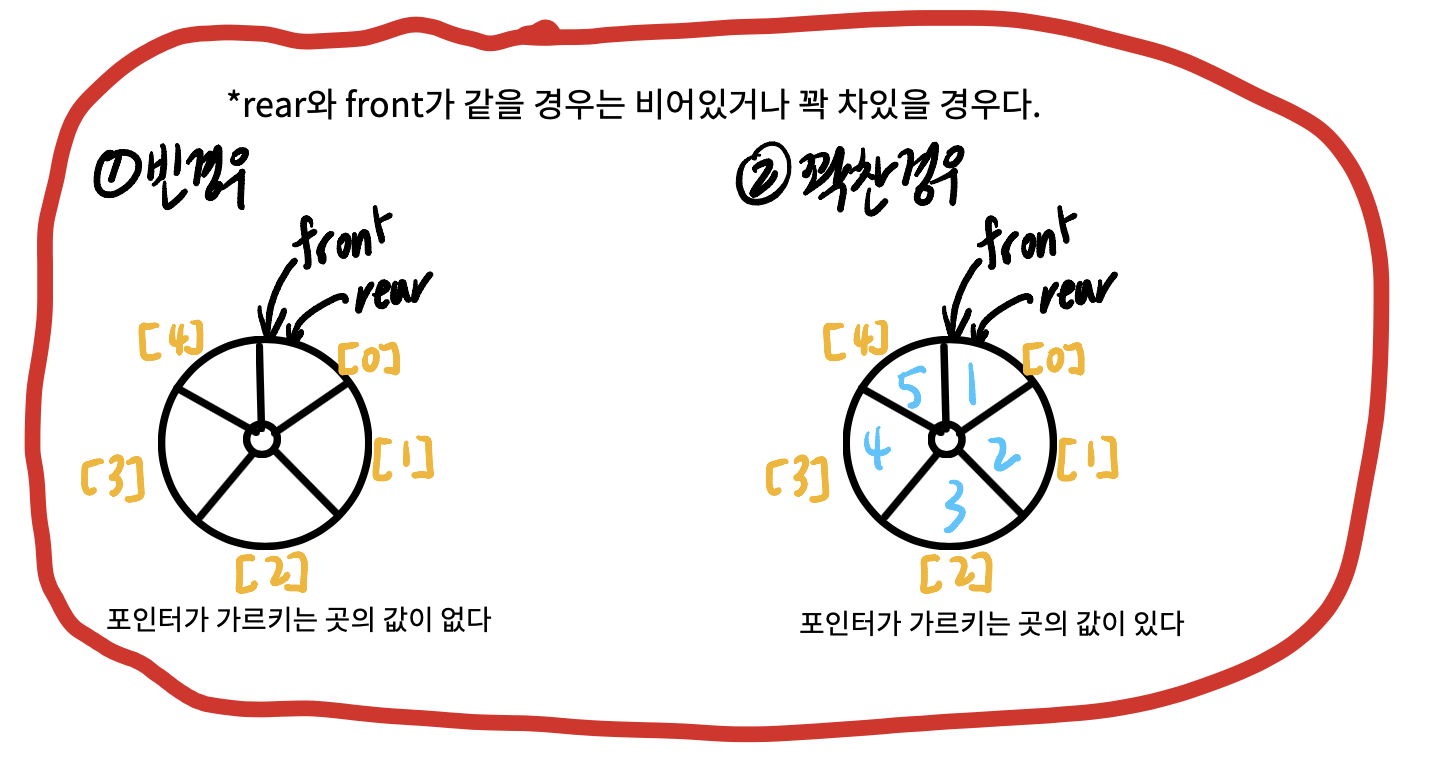 *rear와 front가 같을 경우는 비어있거나 꽉 차있을 경우다.
① 빈경우
front
rear
[4]
[0]
[3]
[1]
[2]
포인터가 가르키는 곳의 값이 없다
② 꽉찬경우
front
rear
[4]
[0]
5
1
4
2
[3]
[1]
3
[2]
포인터가 가르키는 곳의 값이 있다